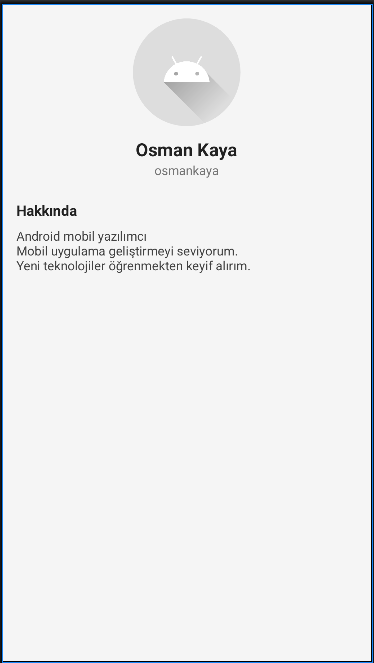 Osman Kaya
osmankaya
Hakkında
Android mobil yazılımcı
Mobil uygulama geliştirmeyi seviyorum.
Yeni teknolojiler öğrenmekten keyif alırım.